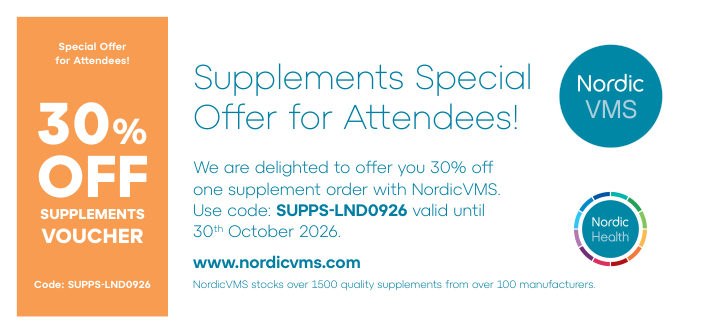 Special Offer
for Attendees!
30%
OFF
SUPPLEMENTS
VOUCHER
Code: SUPPS-LND0926
Supplements Special
Offer for Attendees!
We are delighted to offer you 30% off
one supplement order with NordicVMS.
Use code: SUPPS-LND0926 valid until
30th October 2026.
www.nordicvms.com
NordicVMS stocks over 1500 quality supplements from over 100 manufacturers.
Nordic
VMS
Nordic
Health